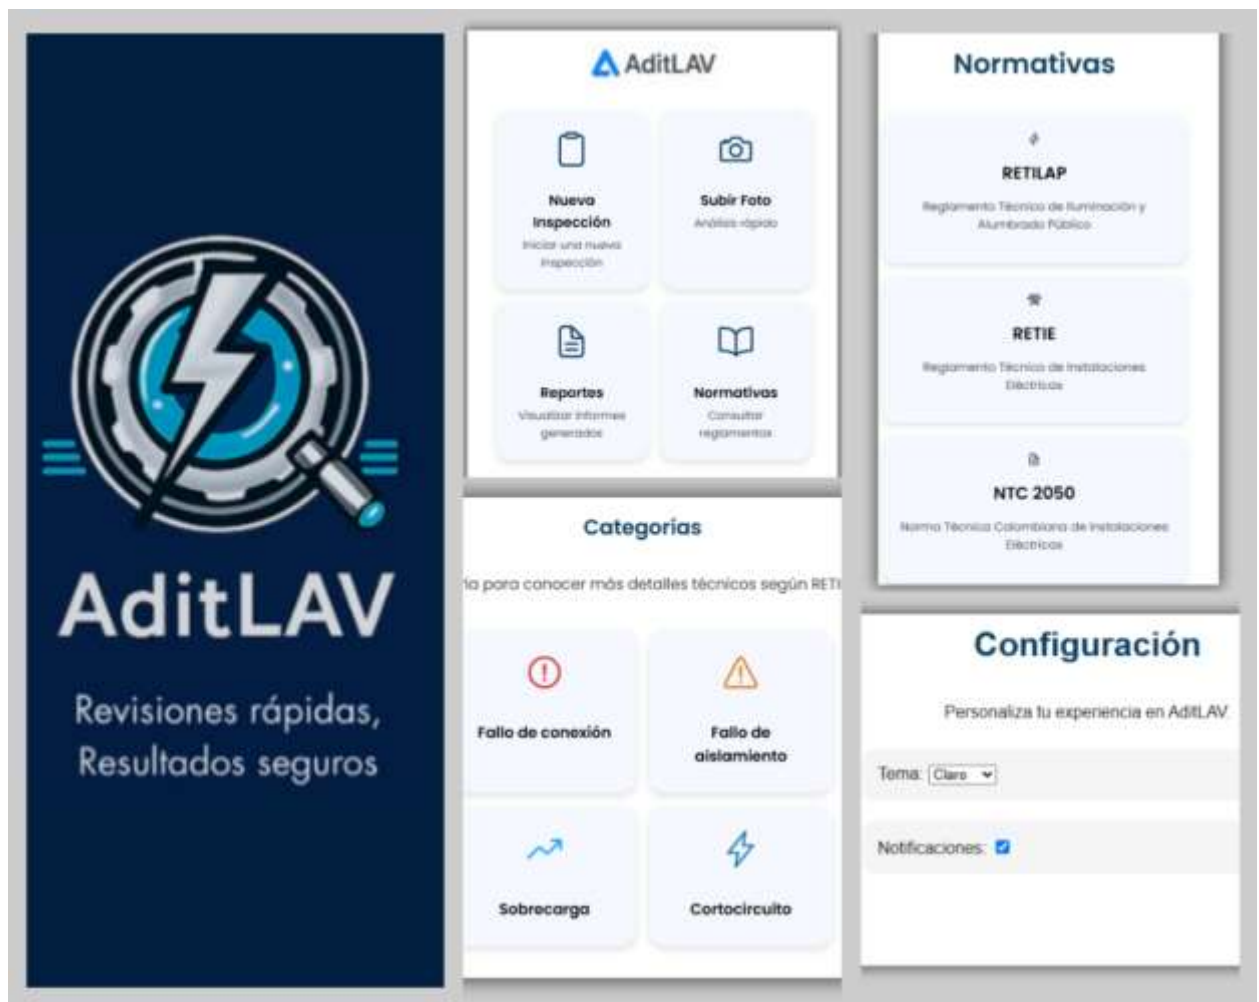 AditLAV
Revisiones rápidas,
Resultados seguros
AditLAV
Nueva
Inspección
Iniciar una nueva
inspección
Subir Foto
Análisis rápido
Reportes
Visualizar informes
generados
Normativas
Consultar
reglamentos
Categorías
ía para conocer más detalles técnicos según RETI
Fallo de conexión
Fallo de
aislamiento
Sobrecarga
Cortocircuito
Normativas
RETILAP
Reglamento Técnico de Iluminación y
Alumbrado Público
RETIE
Reglamento Técnico de Instalaciones
Eléctricas
NTC 2050
Norma Técnica Colombiana de Instalaciones
Eléctricas
Configuración
Personaliza tu experiencia en AditLAV.
Tema: Claro
Notificaciones: